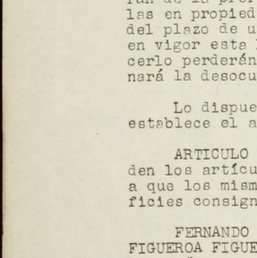 ran de la pref
las en propied
del plazo de u
en vigor esta l
cerlo perderán
nará la desocu
Lo dispue
establece el a
ARTICULO
den los artícu
a que los mism
ficies consign
FERNANDO
FIGUEROA FIGUE